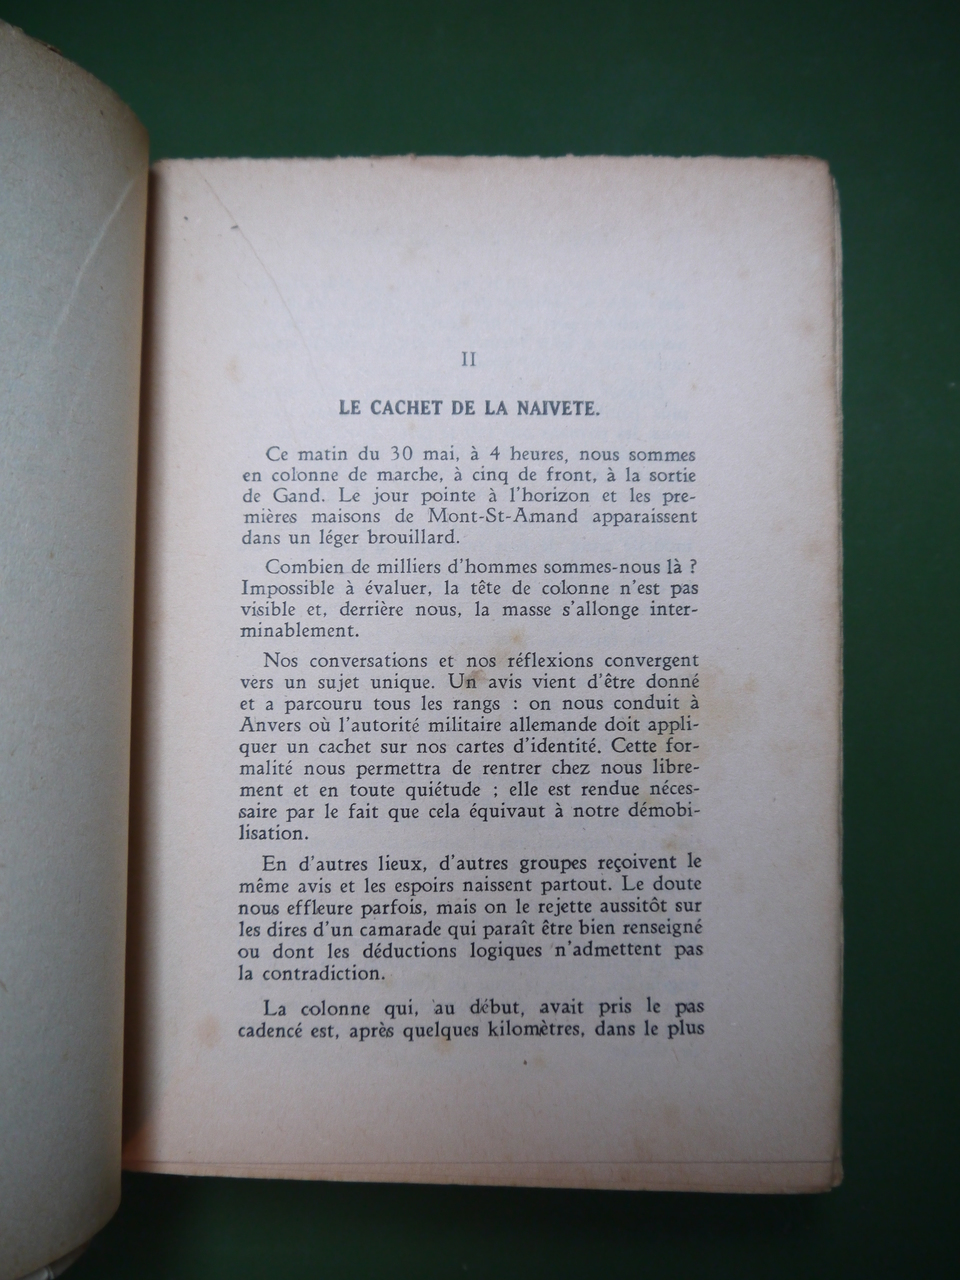 II
LE CACHET DE LA NAIVETE.
Ce matin du 30 mai, à 4 heures, nous sommes
en colonne de marche, à cinq de front, à la sortie
de Gand. Le jour pointe à l'horizon et les pre-
mières maisons de Mont-St-Amand apparaissent
dans un léger brouillard.
Combien de milliers d'hommes sommes-nous là ?
Impossible à évaluer, la tête de colonne n'est pas
visible et, derrière nous, la masse s'allonge inter-
minablement.
Nos conversations et nos réflexions convergent
vers un sujet unique. Un avis vient d'être donné
et a parcouru tous les rangs : on nous conduit à
Anvers où l'autorité militaire allemande doit appli-
quer un cachet sur nos cartes d'identité. Cette for-
malité nous permettra de rentrer chez nous libre-
ment et en toute quiétude ; elle est rendue néces-
saire par le fait que cela équivaut à notre démobi-
lisation.
En d'autres lieux, d'autres groupes reçoivent le
même avis et les espoirs naissent partout. Le doute
nous effleure parfois, mais on le rejette aussitôt sur
les dires d'un camarade qui paraît être bien renseigné
ou dont les déductions logiques n'admettent pas
la contradiction.
La colonne qui, au début, avait pris le pas
cadencé est, après quelques kilomètres, dans le plus